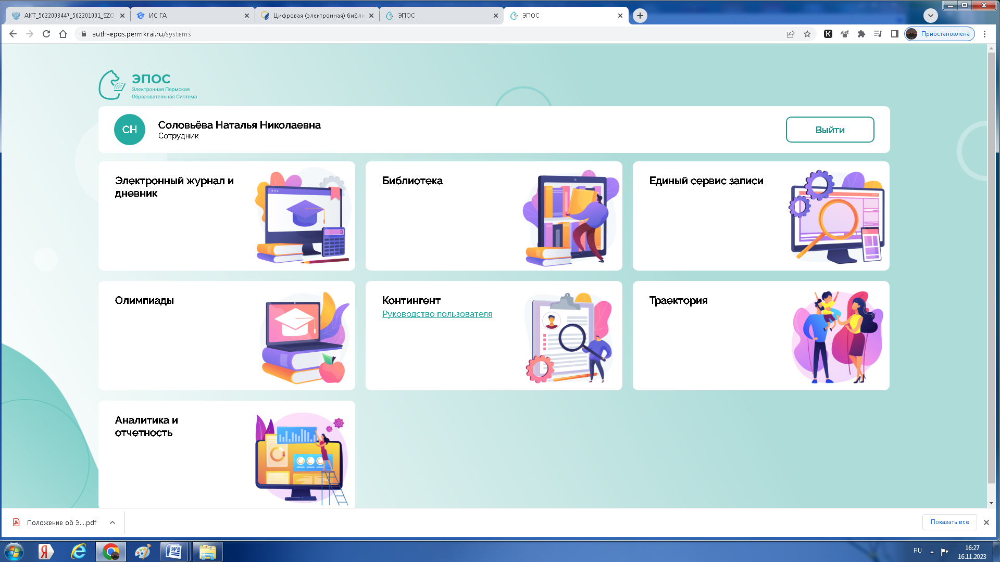 АКТ_5622003447_562201001_SZO
ИС ГА
Цифровая (электронная) библи
ЭПОС
ЭПОС
auth-epos.permkrai.ru/systems
Приостановлена
ЭПОС
Электронная Пермская
Образовательная Система
СН
Соловьёва Наталья Николаевна
Сотрудник
Выйти
Электронный журнал и
дневник
Библиотека
Единый сервис записи
Олимпиады
Контингент
Руководство пользователя
Траектория
Аналитика и
отчетность
Положение об Э....pdf
Показать все
RU
16:27
16.11.2023